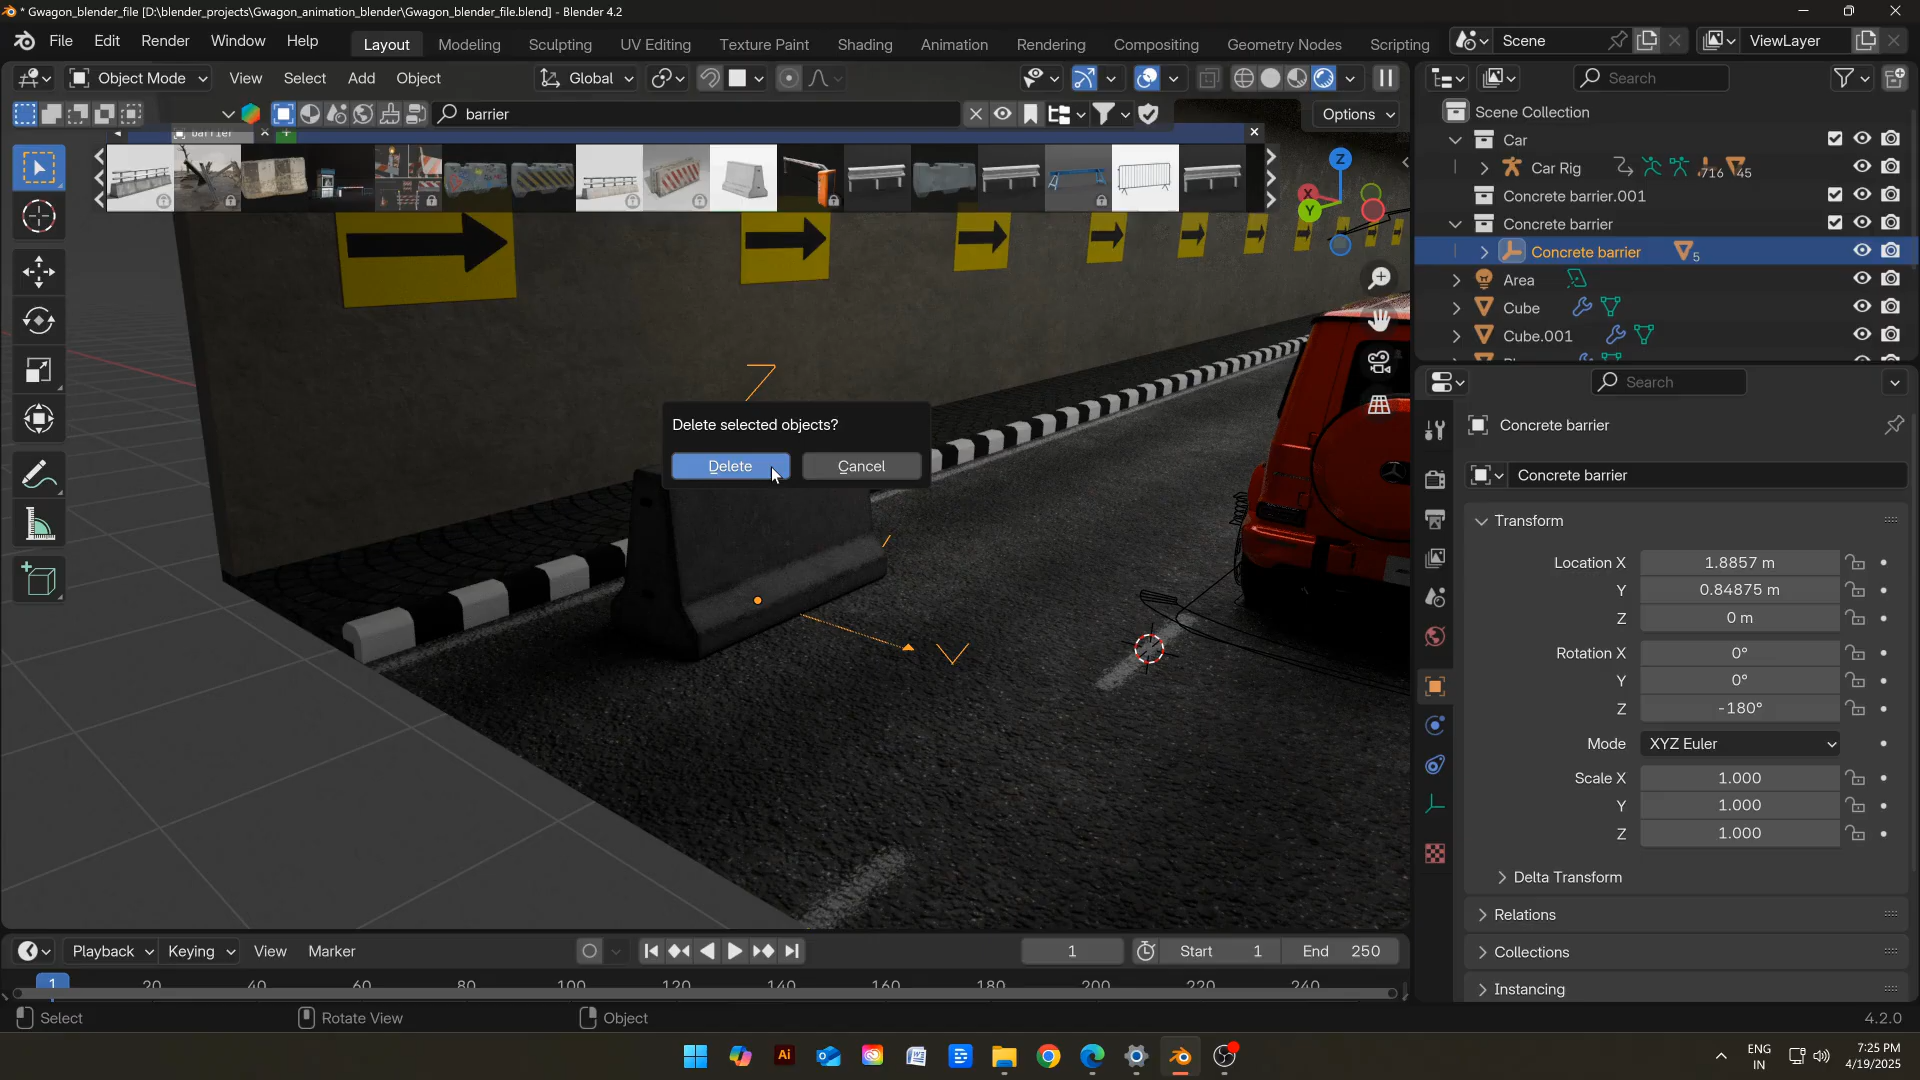 * Gwagon_blender_file [D:\blender_projects\Gwagon_animation_blender\Gwagon_blender_file.blend] - Blender 4.2
File Edit Render Window Help
Layout Modeling Sculpting UV Editing Texture Paint Shading Animation Rendering Compositing Geometry Nodes Scripting
Scene
ViewLayer
Object Mode View Select Add Object
Global
Search
barrier
Options
barrier
Scene Collection
Car
Car Rig 716 45
Concrete barrier.001
Concrete barrier
Concrete barrier 5
Area
Cube
Cube.001
Z
X
Y
Delete selected objects?
Delete Cancel
Search
Concrete barrier
Concrete barrier
Transform
Location X 1.8857 m
Y 0.84875 m
Z 0 m
Rotation X 0°
Y 0°
Z -180°
Mode XYZ Euler
Scale X 1.000
Y 1.000
Z 1.000
Delta Transform
Relations
Collections
Instancing
Playback Keying View Marker
1
Start 1 End 250
1 20 40 60 80 100 120 140 160 180 200 220 240
Select Rotate View Object
4.2.0
Ai
ENG
IN
7:25 PM
4/19/2025